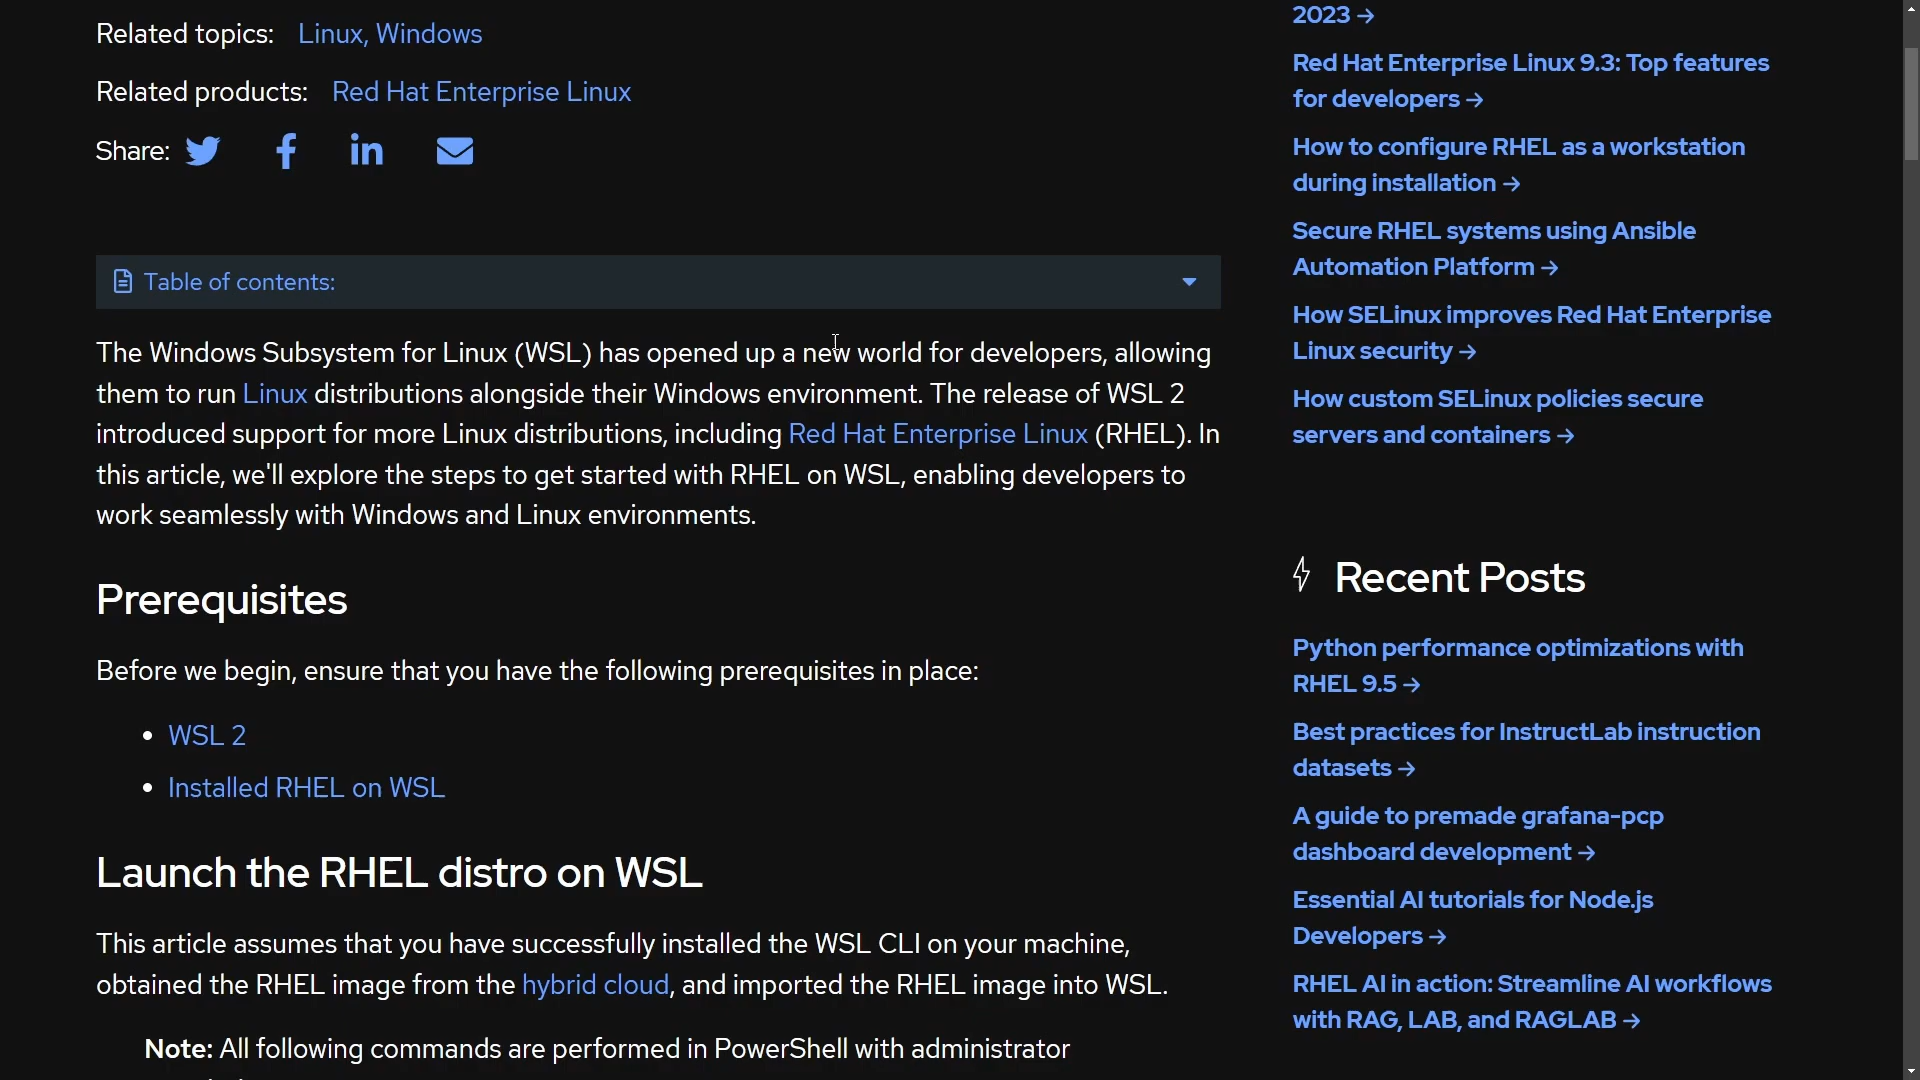 Related topics: Linux, Windows
Related products: Red Hat Enterprise Linux
Share:
Table of contents:
The Windows Subsystem for Linux (WSL) has opened up a new world for developers, allowing
them to run Linux distributions alongside their Windows environment. The release of WSL 2
introduced support for more Linux distributions, including Red Hat Enterprise Linux (RHEL). In
this article, we'll explore the steps to get started with RHEL on WSL, enabling developers to
work seamlessly with Windows and Linux environments.
Prerequisites
Before we begin, ensure that you have the following prerequisites in place:
• WSL 2
• Installed RHEL on WSL
Launch the RHEL distro on WSL
This article assumes that you have successfully installed the WSL CLI on your machine,
obtained the RHEL image from the hybrid cloud, and imported the RHEL image into WSL.
Note: All following commands are performed in PowerShell with administrator
2023 →
Red Hat Enterprise Linux 9.3: Top features
for developers →
How to configure RHEL as a workstation
during installation →
Secure RHEL systems using Ansible
Automation Platform →
How SELinux improves Red Hat Enterprise
Linux security →
How custom SELinux policies secure
servers and containers →
Recent Posts
Python performance optimizations with
RHEL 9.5 →
Best practices for InstructLab instruction
datasets →
A guide to premade grafana-pcp
dashboard development →
Essential AI tutorials for Node.js
Developers →
RHEL AI in action: Streamline AI workflows
with RAG, LAB, and RAGLAB →